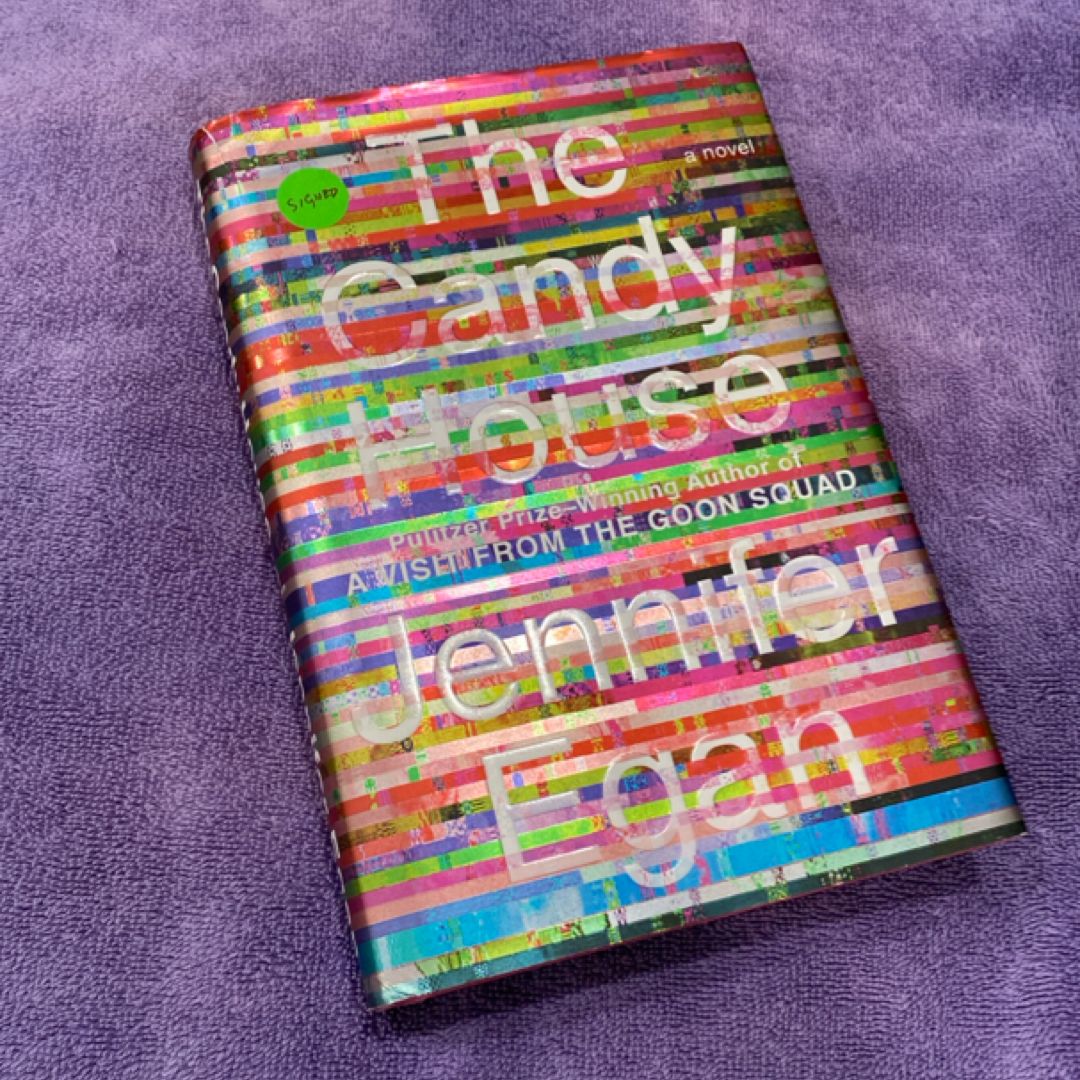 SIGNED
The
a novel
Candy
House
Pulitzer Prize–Winning Author of
A VISIT FROM THE GOON SQUAD
Jennifer
Egan